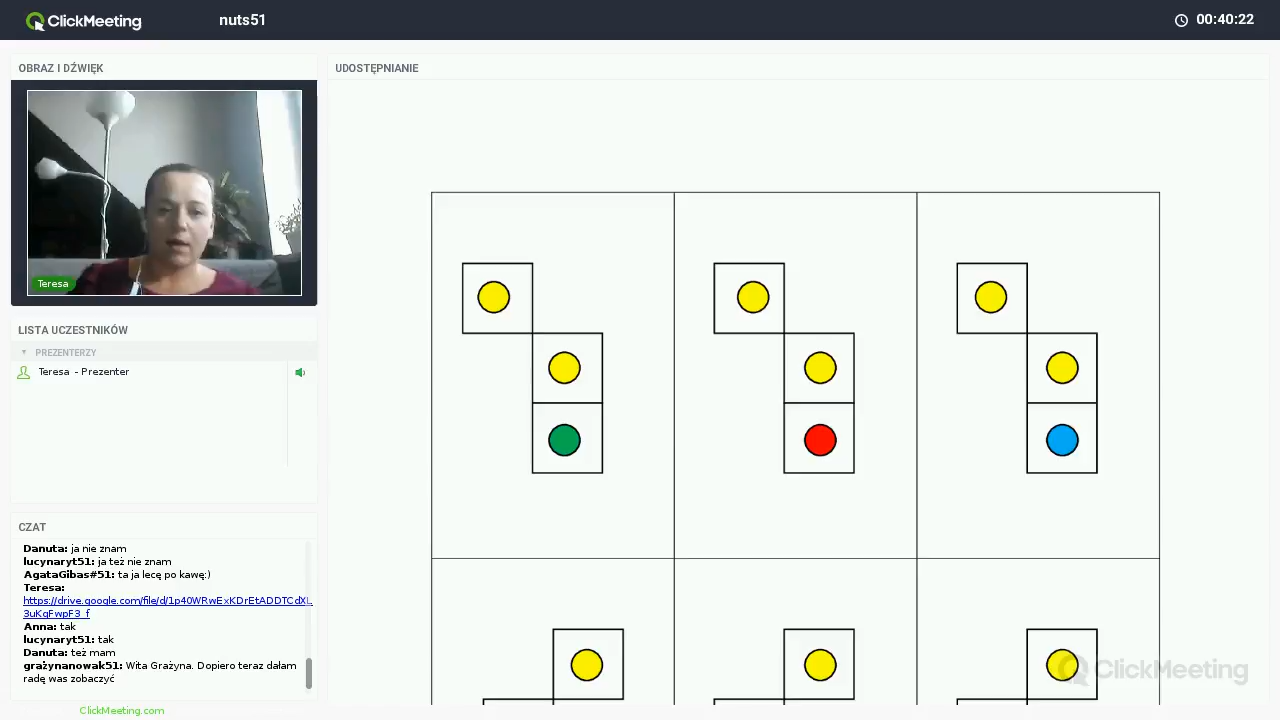 ClickMeeting
nuts51
00:40:22
OBRAZ I DŹWIĘK
UDOSTĘPNIANIE
Teresa
LISTA UCZESTNIKÓW
PREZENTERZY
Teresa - Prezenter
CZAT
Danuta: ja nie znam
lucynaryt51: ja też nie znam
AgataGibas#51: ta ja lecę po kawę:)
Teresa:
Anna: tak
lucynaryt51: tak
Danuta: też mam
grażynanowak51: Wita Grażyna. Dopiero teraz dałam
radę was zobaczyć
ClickMeeting
ClickMeeting.com